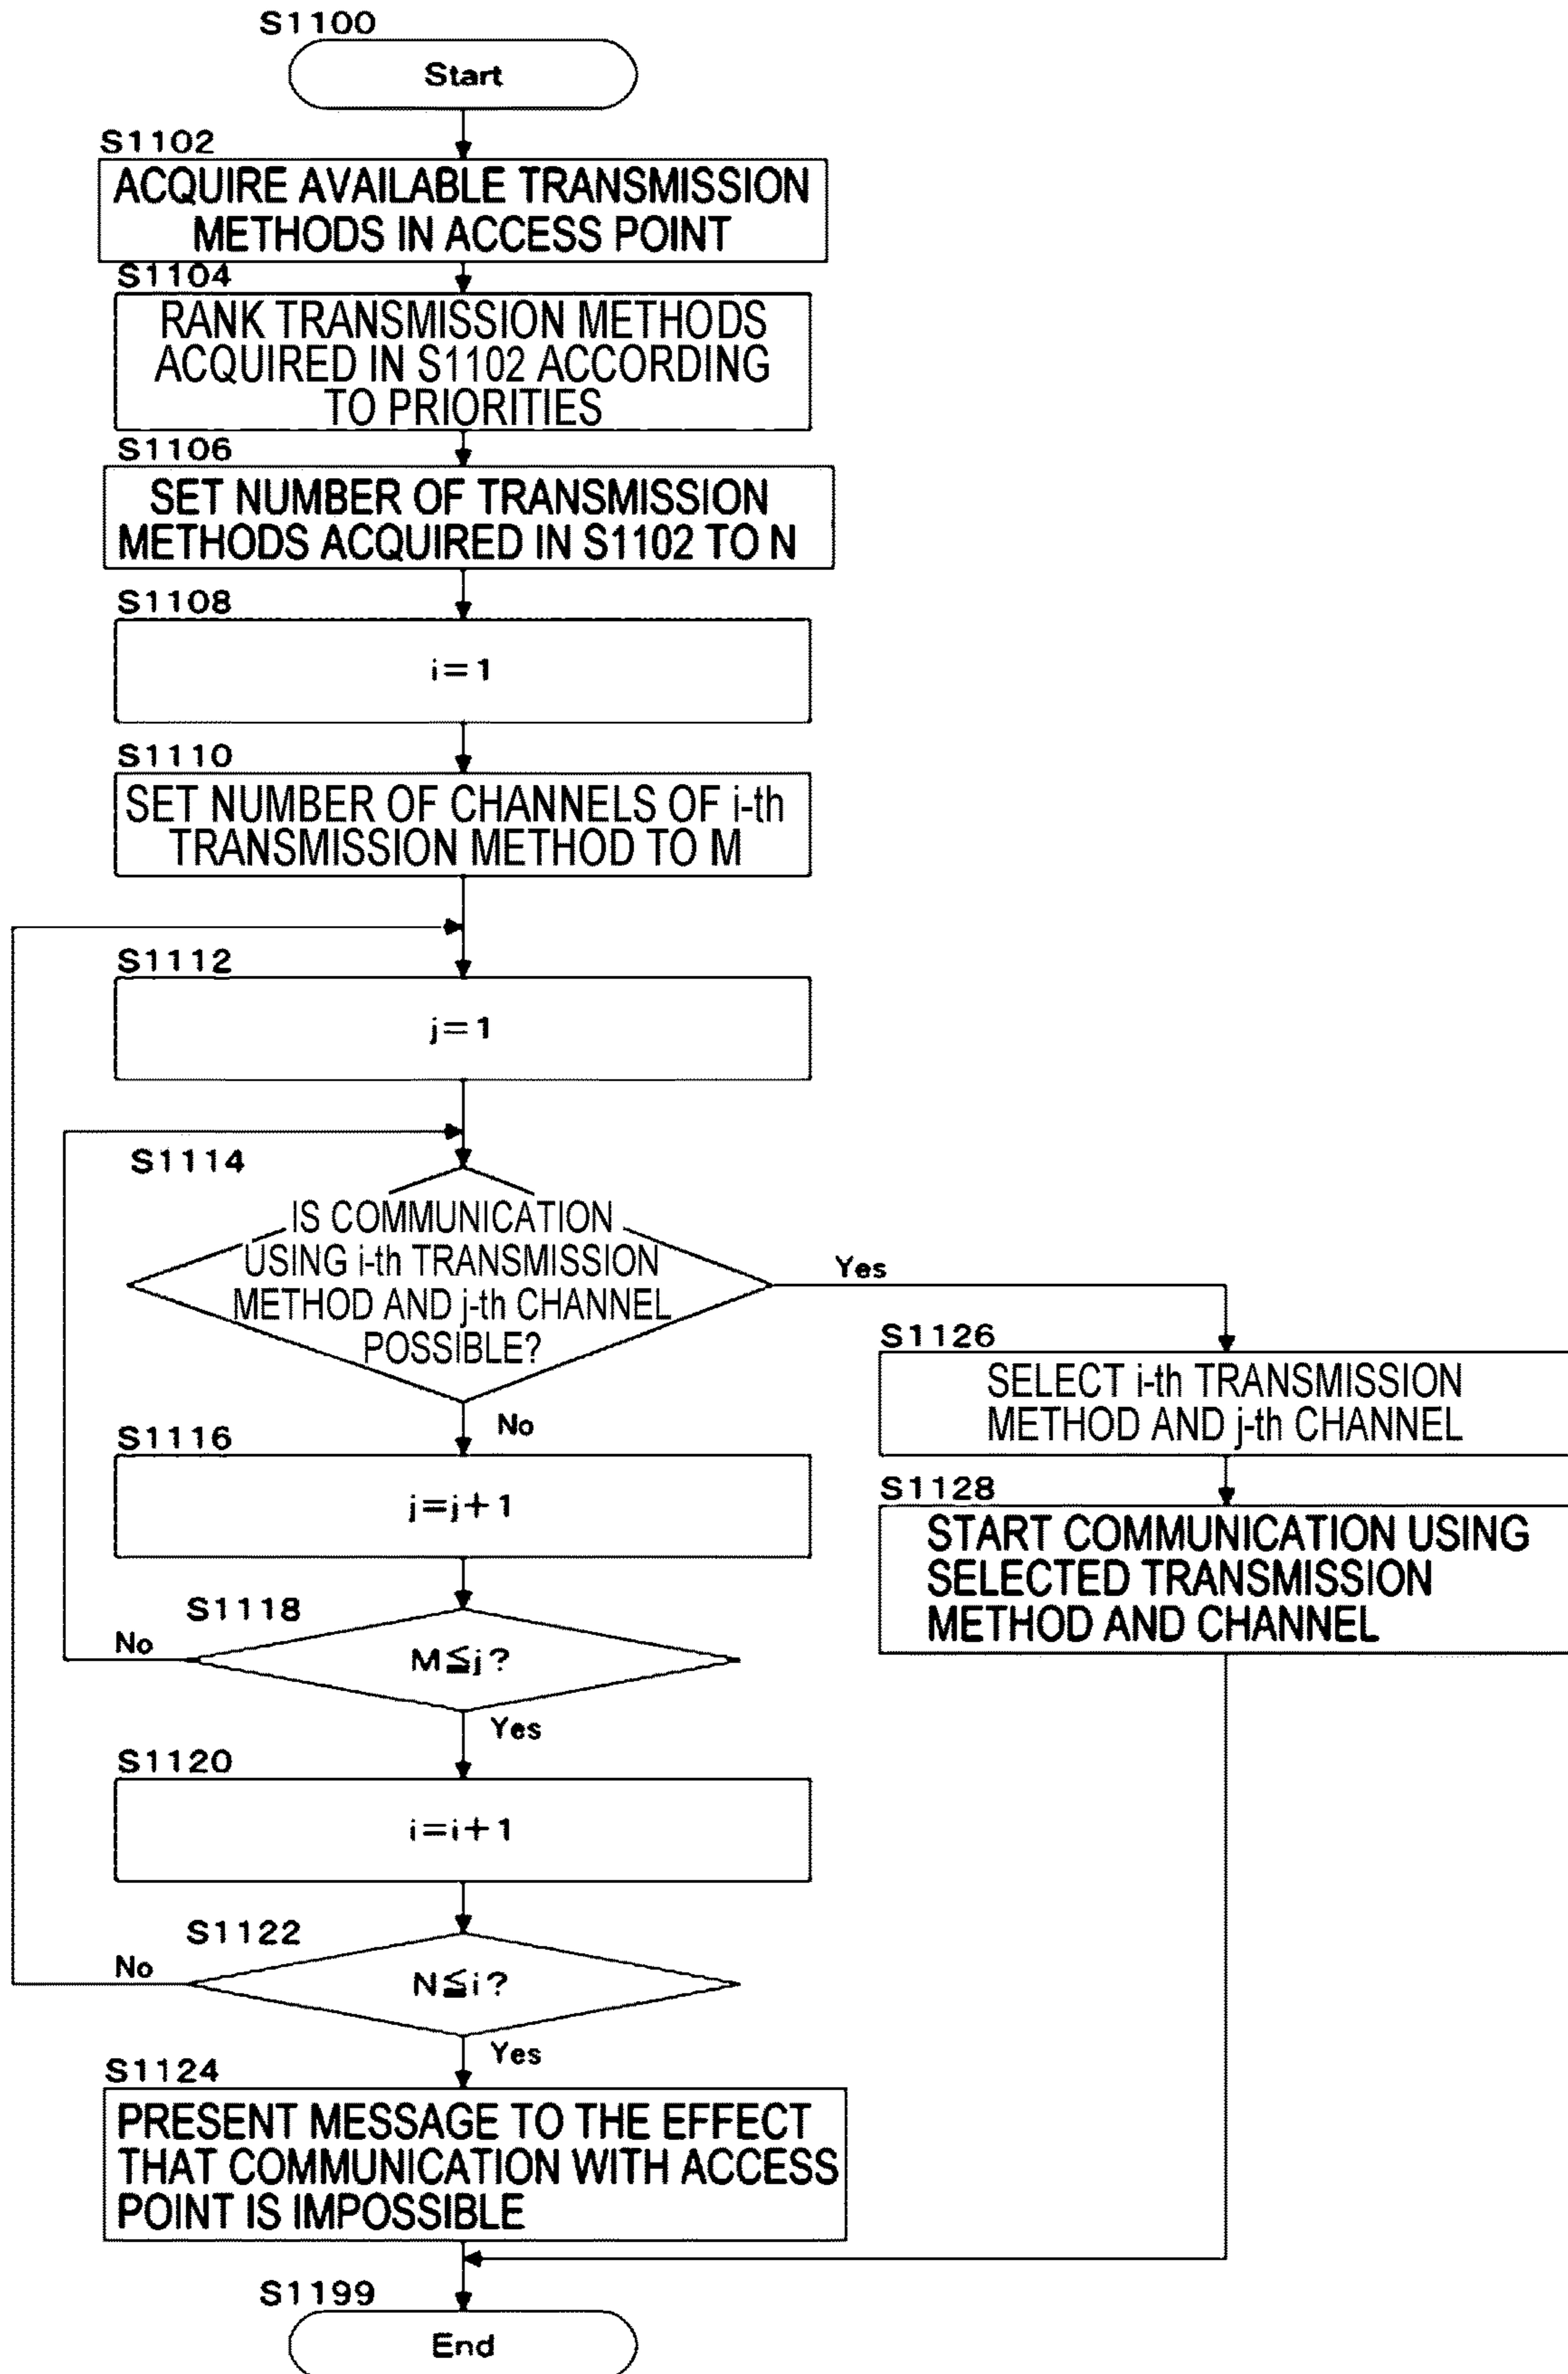 S1100
Start
S1102
ACQUIRE AVAILABLE TRANSMISSION
METHODS IN ACCESS POINT
S1104
RANK TRANSMISSION METHODS
ACQUIRED IN S1102 ACCORDING
TO PRIORITIES
S1106
SET NUMBER OF TRANSMISSION
METHODS ACQUIRED IN S1102 TO N
S1108
i=1
S1110
SET NUMBER OF CHANNELS OF i-th
TRANSMISSION METHOD TO M
S1112
j=1
S1114
IS COMMUNICATION
USING i-th TRANSMISSION
METHOD AND j-th CHANNEL
POSSIBLE?
Yes
No
S1126
SELECT i-th TRANSMISSION
METHOD AND j-th CHANNEL
S1128
START COMMUNICATION USING
SELECTED TRANSMISSION
METHOD AND CHANNEL
S1116
j=j+1
S1118
No
M≦j?
Yes
S1120
i=i+1
S1122
No
N≦i?
Yes
S1124
PRESENT MESSAGE TO THE EFFECT
THAT COMMUNICATION WITH ACCESS
POINT IS IMPOSSIBLE
S1199
End